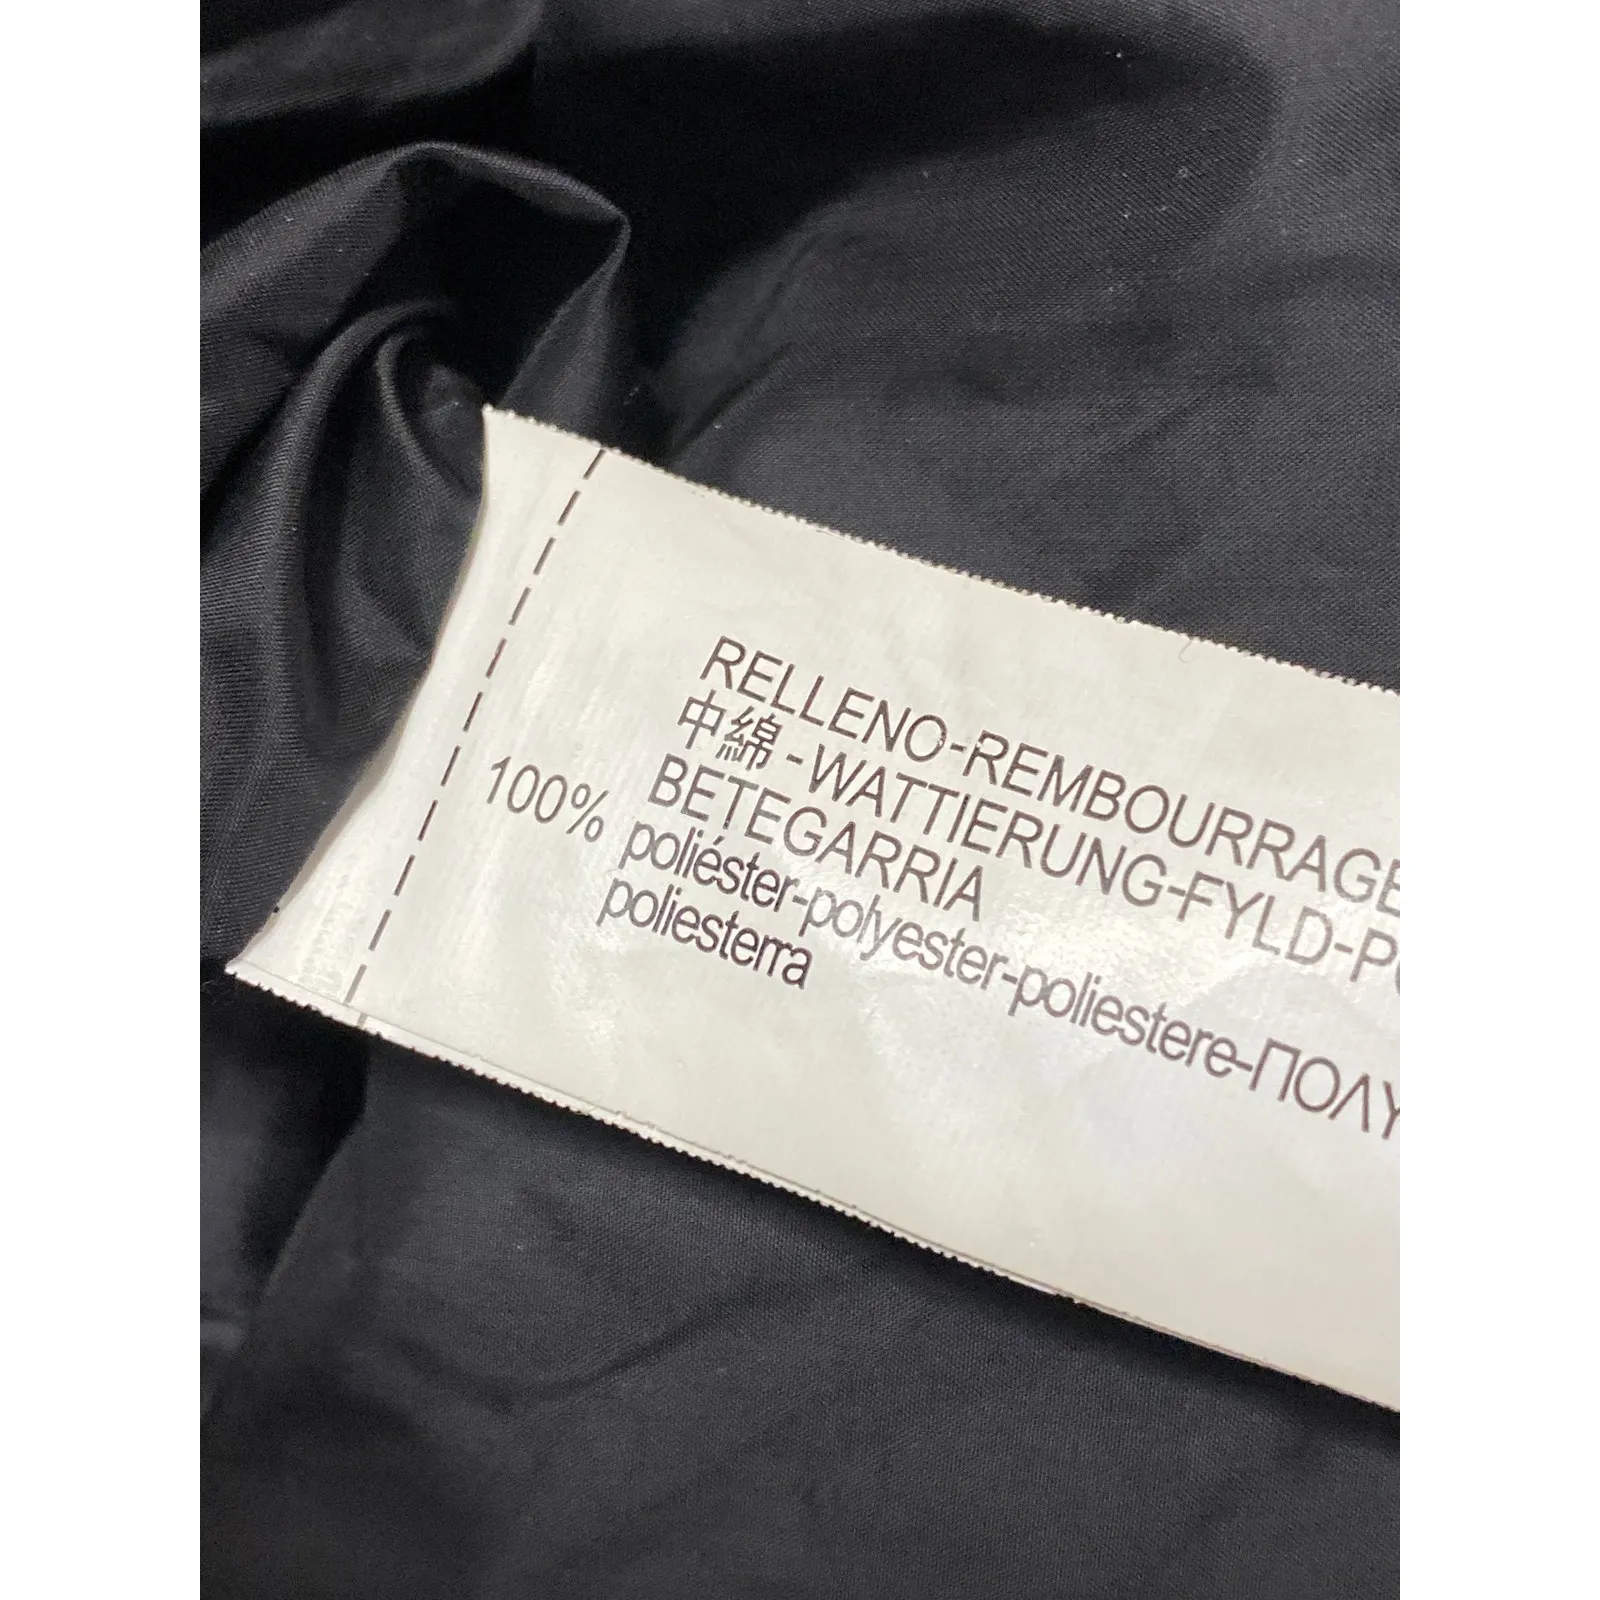 RELLENO-REMBOURRAGE
中綿-WATTIERUNG-FYLD-P
BETEGARRIA
100% poliéster-polyester-poliestere-ΠΟΛΥ
poliesterra